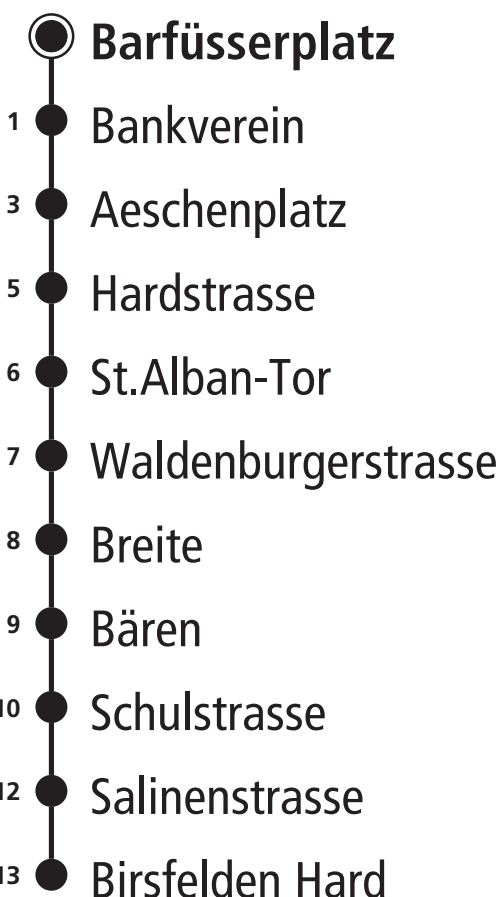 Barfüsserplatz
1 Bankverein
3 Aeschenplatz
5 Hardstrasse
6 St.Alban-Tor
7 Waldenburgerstrasse
8 Breite
9 Bären
10 Schulstrasse
12 Salinenstrasse
13 Birsfelden Hard